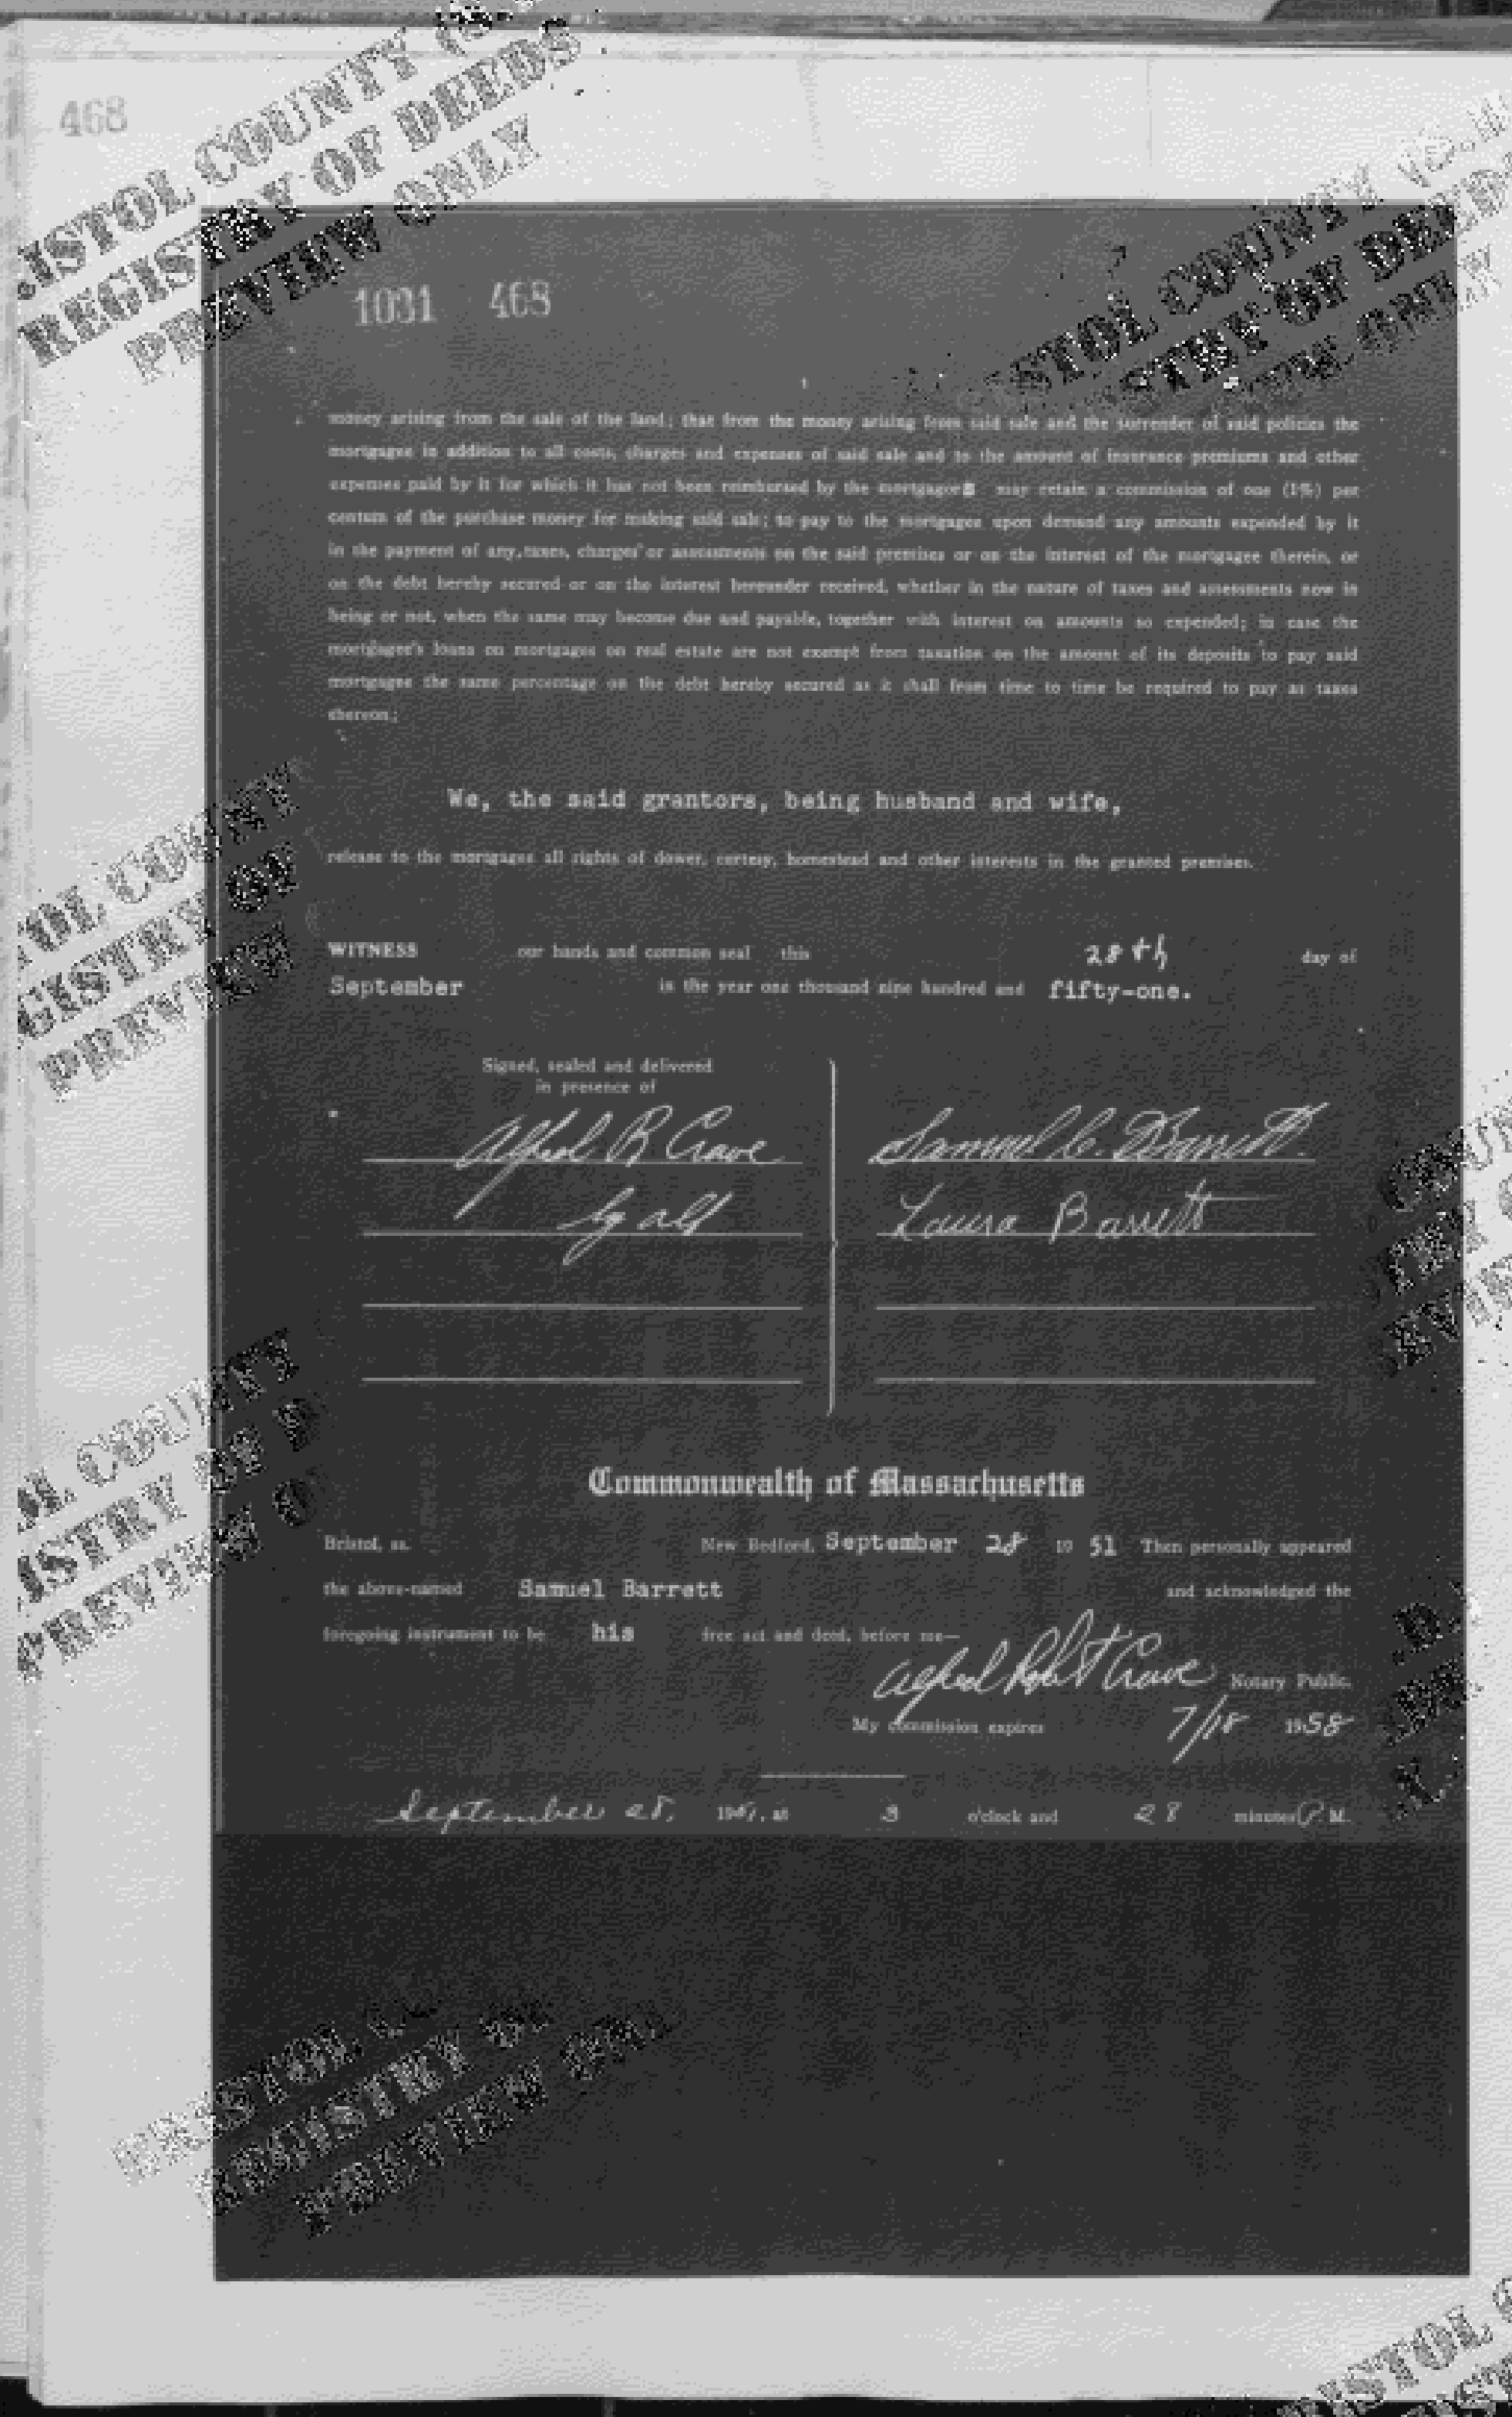 468
BRISTOL COUNTY (S.
REGISTRY OF DEEDS
PREVIEW ONLY
1031 468
money arising from the sale of the land; that from the money arising from said sale and the surrender of said policies the
mortgagee in addition to all costs, charges and expenses of said sale and to the amount of insurance premiums and other
expenses paid by it for which it has not been reimbursed by the mortgagors may retain a commission of one (1%) per
centum of the purchase money for making said sale; to pay to the mortgagee upon demand any amounts expended by it
in the payment of any, taxes, charges or assessments on the said premises or on the interest of the mortgagee therein, or
on the debt hereby secured or on the interest hereunder received, whether in the nature of taxes and assessments now in
being or not, when the same may become due and payable, together with interest on amounts so expended; in case the
mortgagee's loans on mortgages on real estate are not exempt from taxation on the amount of its deposits to pay said
mortgagee the same percentage on the debt hereby secured as it shall from time to time be required to pay as taxes
thereon;
We, the said grantors, being husband and wife,
release to the mortgagee all rights of dower, curtesy, homestead and other interests in the granted premises.
WITNESS our hands and common seal this 28th day of
September in the year one thousand nine hundred and fifty-one.
Signed, sealed and delivered
in presence of
Alfred R Crave Samuel C. Barrett.
Laura Barrett
Commonwealth of Massachusetts
Bristol, ss. New Bedford, September 28 19 51 Then personally appeared
the above-named Samuel Barrett and acknowledged the
foregoing instrument to be his free act and deed, before me—
Alfred Robert Crave Notary Public.
My commission expires 7/18 1958
September 28, 1951, at 3 o'clock and 28 minutes P. M.